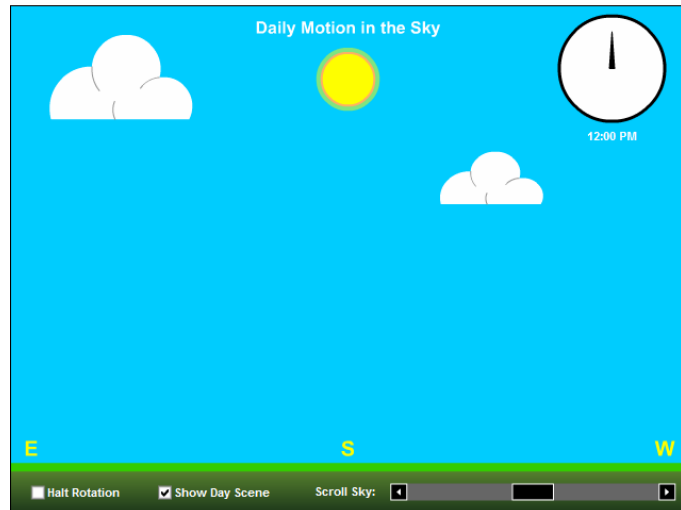 Daily Motion in the Sky
12:00 PM
E S W
Halt Rotation Show Day Scene Scroll Sky: